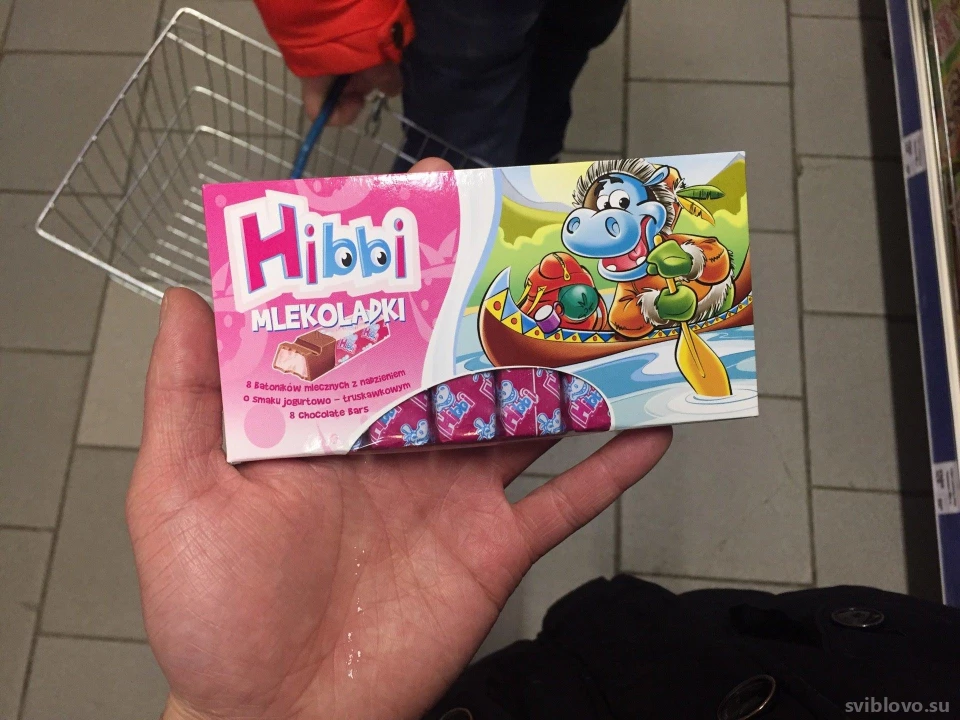 Hibbi
MLEKOLADKI
8 Batoników mlecznych z nadzieniem
o smaku jogurtowo - truskawkowym
8 Chocolate Bars
sviblovo.su